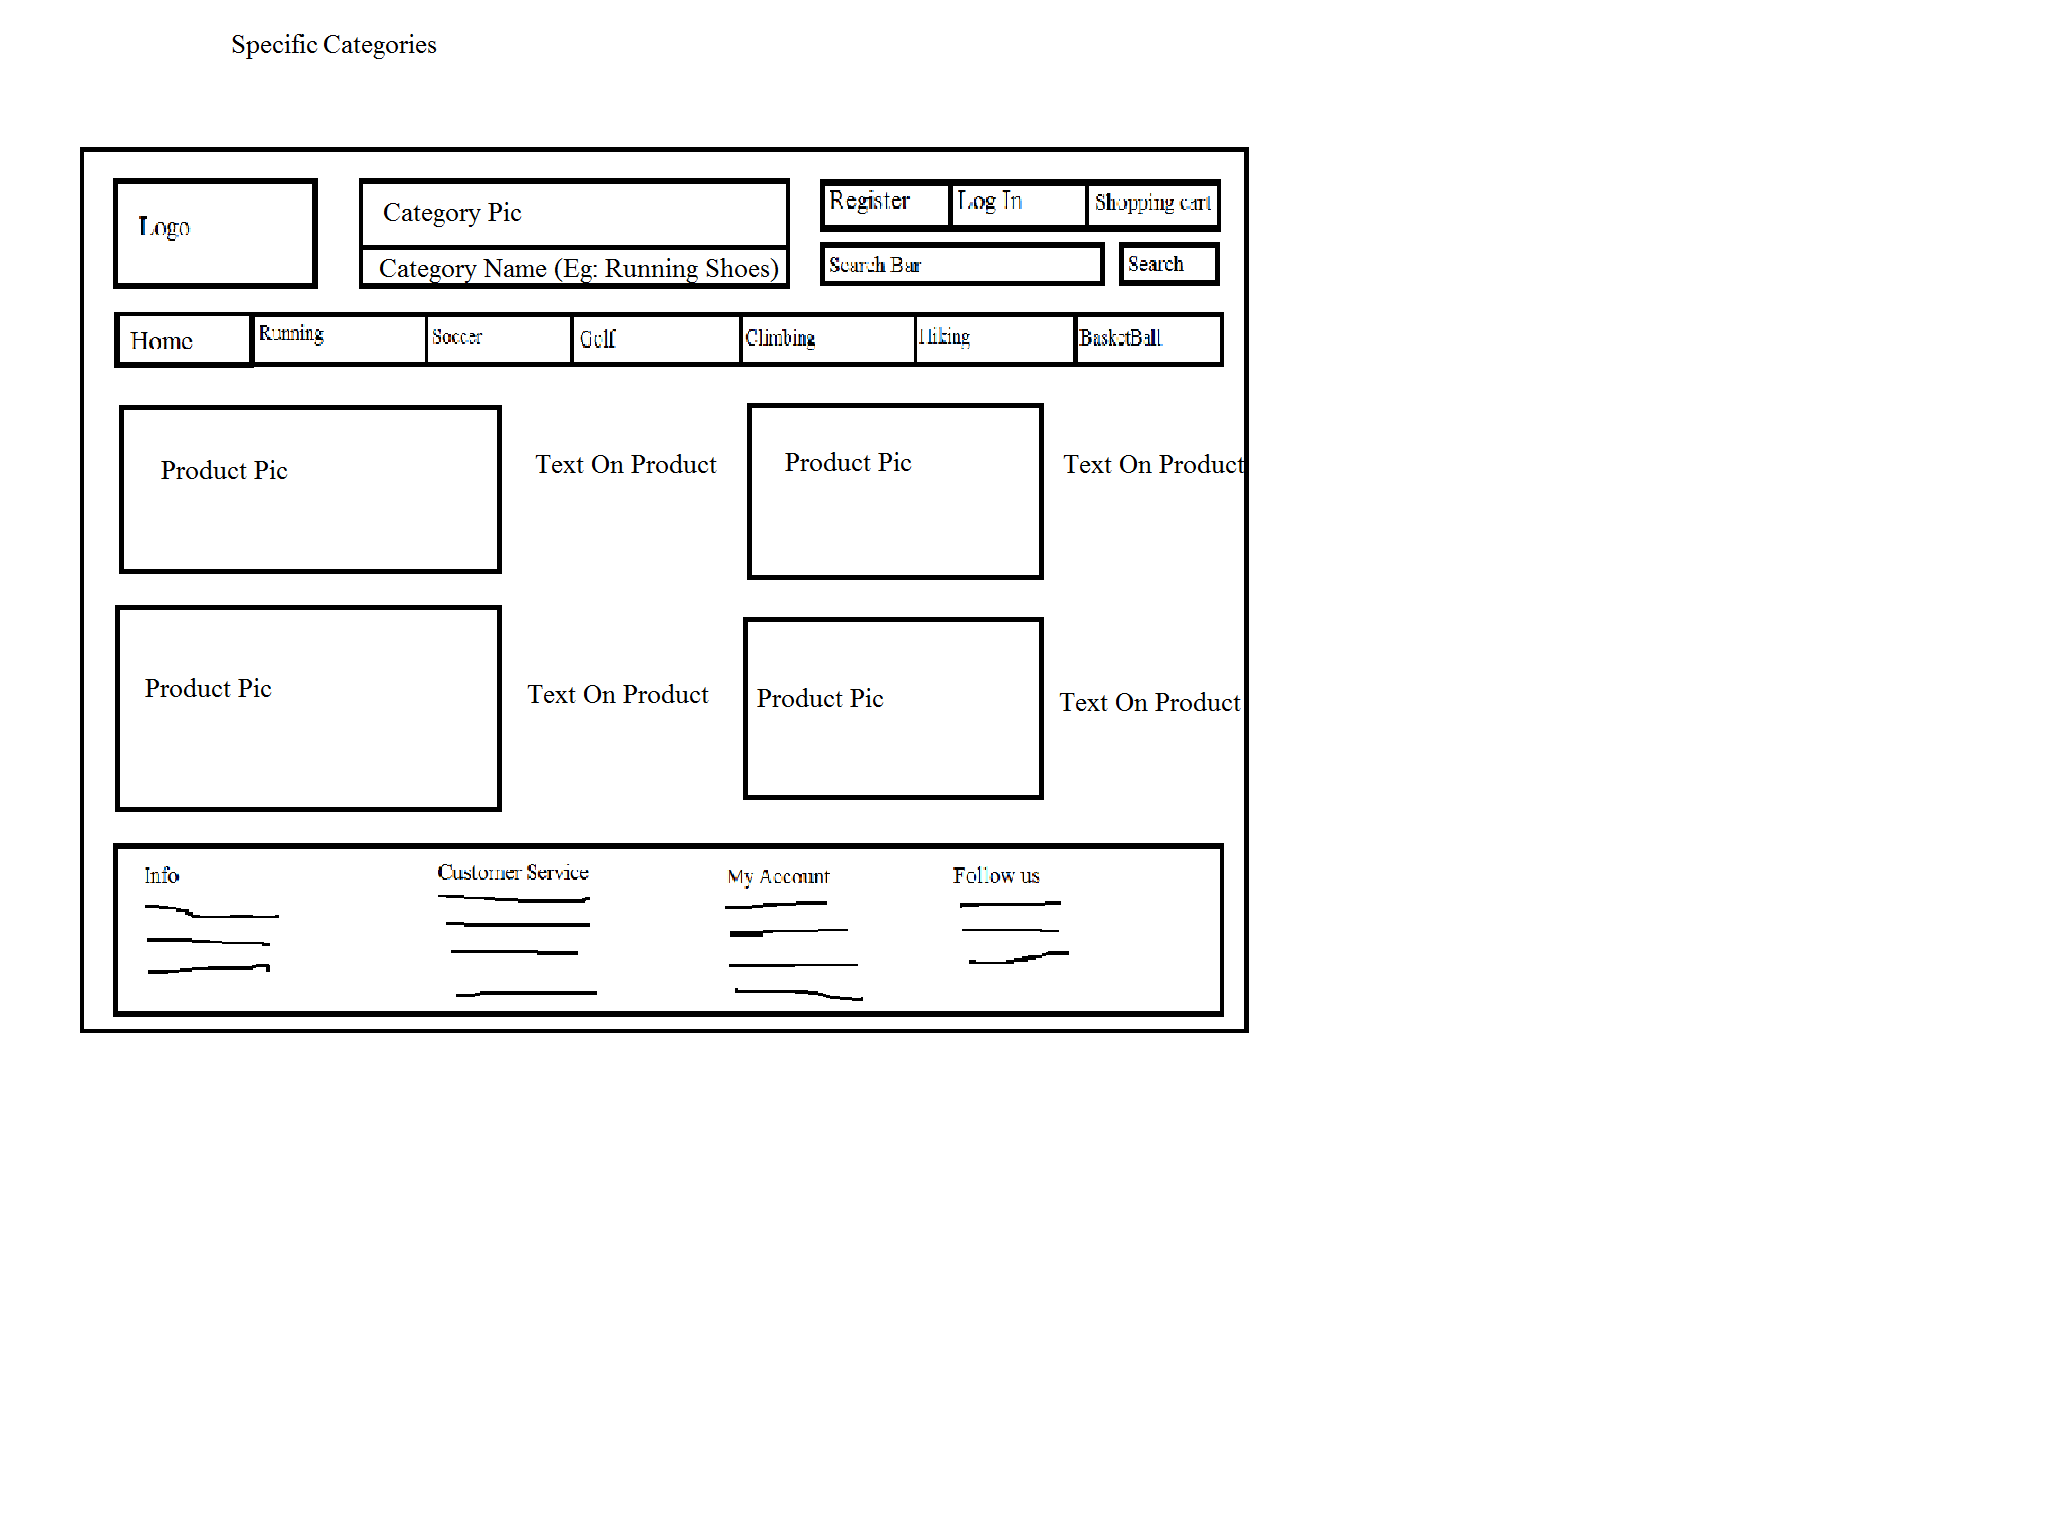 Specific Categories
Logo
Category Pic
Category Name (Eg: Running Shoes)
Register
Log In
Shopping cart
Search Bar
Search
Home
Running
Soccer
Golf
Climbing
Hiking
BasketBall
Product Pic
Text On Product
Product Pic
Text On Product
Product Pic
Text On Product
Product Pic
Text On Product
Info
Customer Service
My Account
Follow us